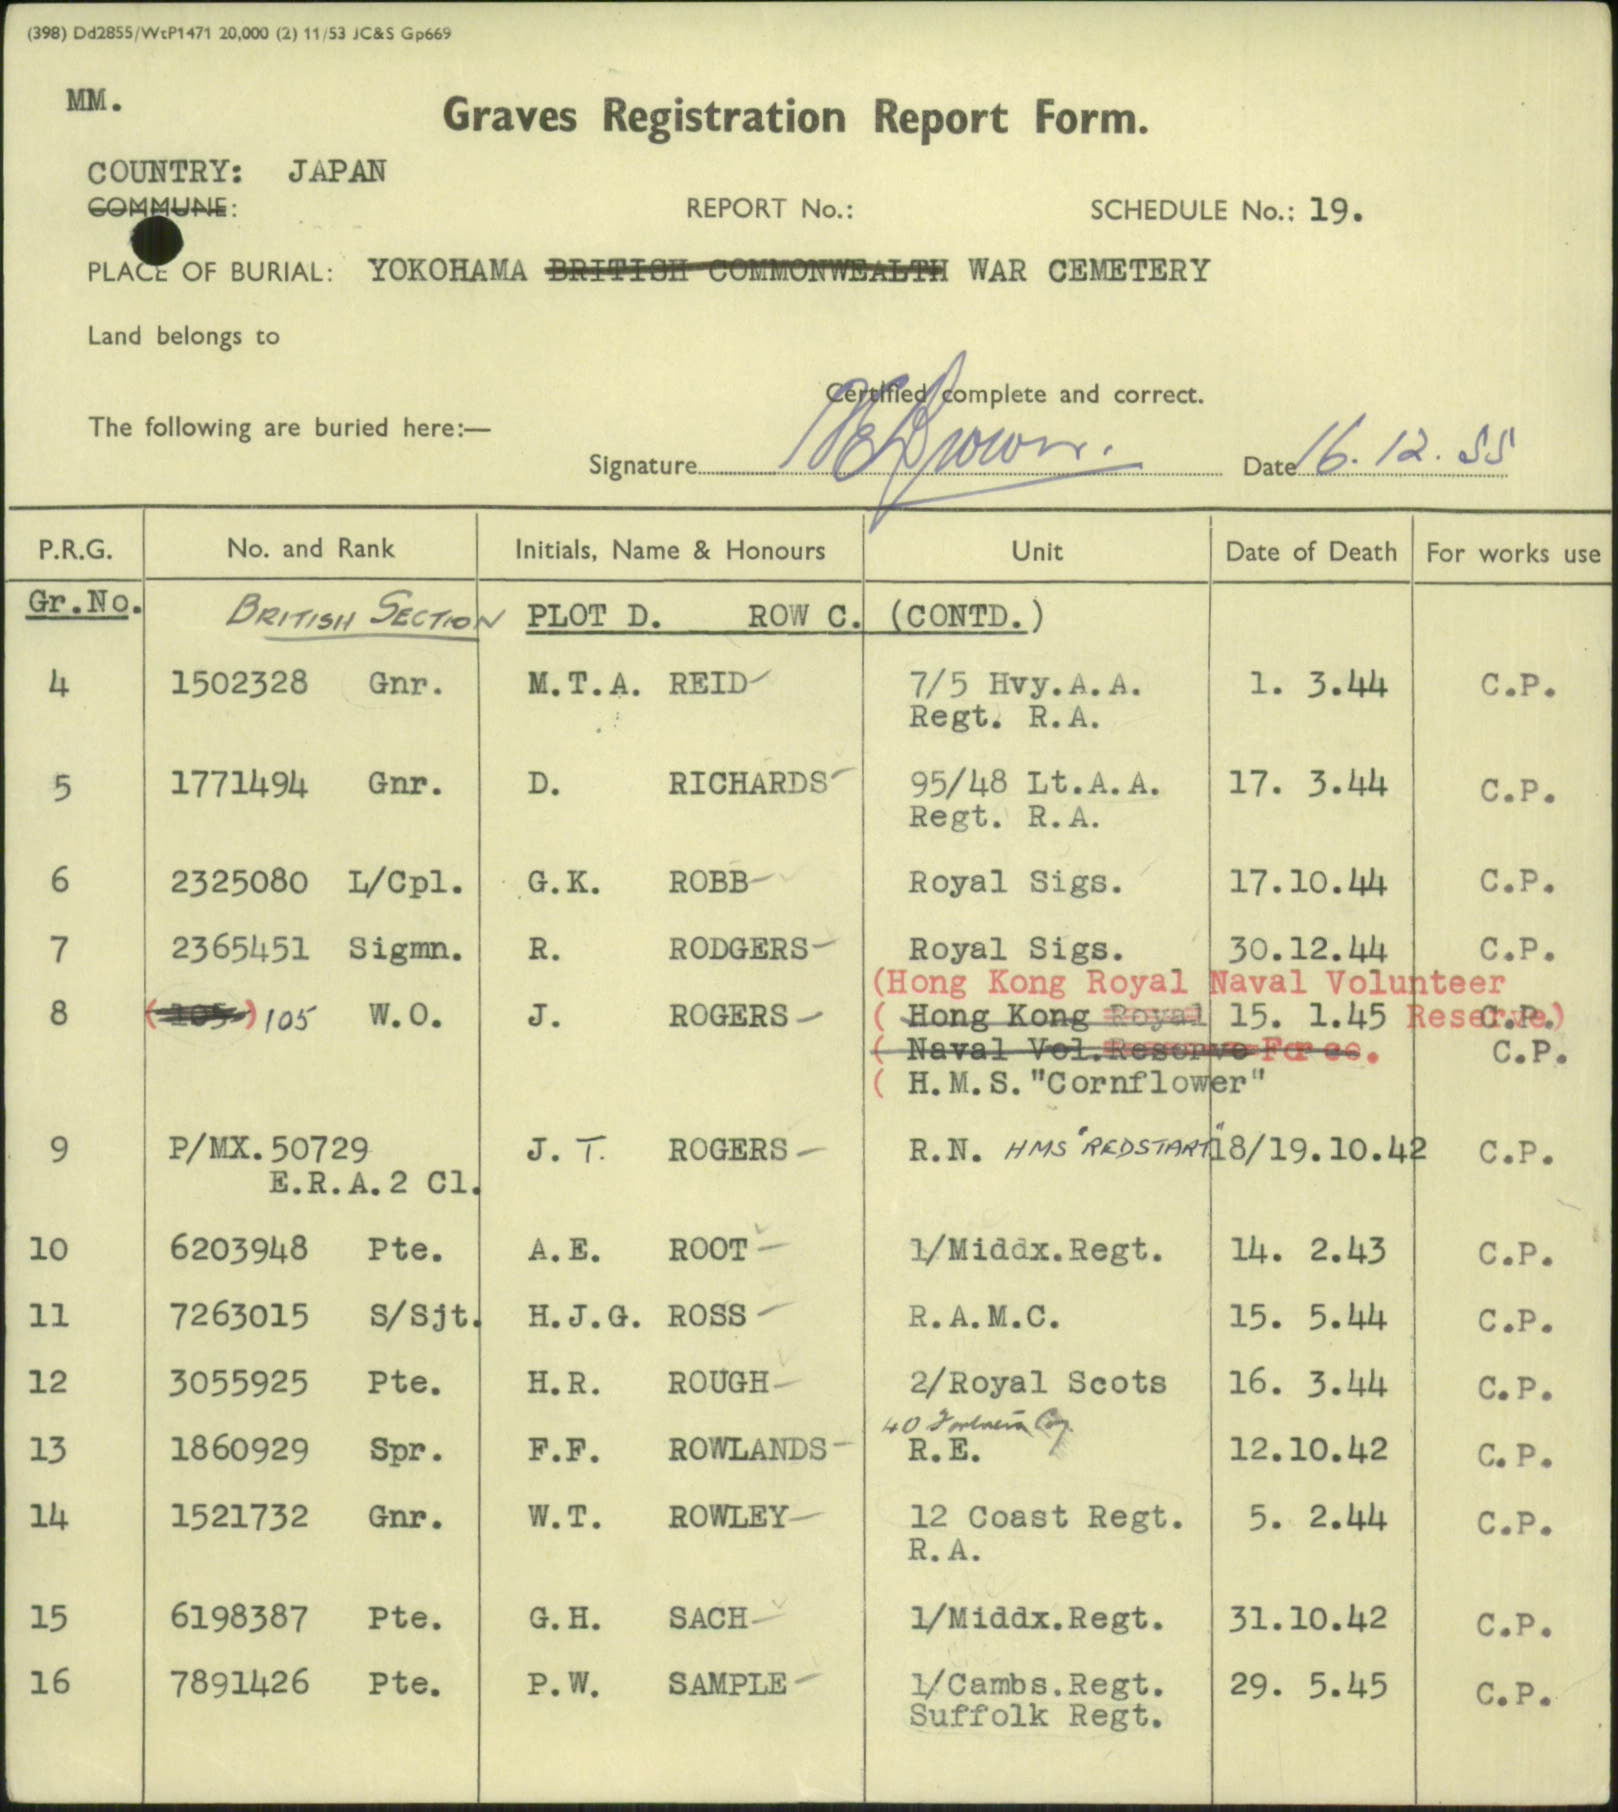 (398) Dd2855/WtP1471 20,000 (2) 11/53 JC&S Gp669
MM.
Graves Registration Report Form.
COUNTRY: JAPAN
COMMUNE: REPORT No.: SCHEDULE No.: 19.
PLACE OF BURIAL: YOKOHAMA BRITISH COMMONWEALTH WAR CEMETERY
Land belongs to
Certified complete and correct.
The following are buried here:—
Signature Brown. Date 16.12.55
P.R.G. No. and Rank Initials, Name & Honours Unit Date of Death For works use
Gr.No. BRITISH SECTION PLOT D. ROW C. (CONTD.)
4 1502328 Gnr. M.T.A. REID 7/5 Hvy.A.A. 1. 3.44 C.P.
Regt. R.A.
5 1771494 Gnr. D. RICHARDS 95/48 Lt.A.A. 17. 3.44 C.P.
Regt. R.A.
6 2325080 L/Cpl. G.K. ROBB Royal Sigs. 17.10.44 C.P.
7 2365451 Sigmn. R. RODGERS Royal Sigs. 30.12.44 C.P.
(Hong Kong Royal Naval Volunteer
8 (105) 105 W.O. J. ROGERS ( Hong Kong Royal 15. 1.45 Reserve) C.P.
( Naval Vol.Reserve Forces. C.P.
( H.M.S."Cornflower"
9 P/MX.50729 J. T. ROGERS R.N. HMS "REDSTART" 18/19.10.42 C.P.
E.R.A.2 Cl.
10 6203948 Pte. A.E. ROOT 1/Middx.Regt. 14. 2.43 C.P.
11 7263015 S/Sjt. H.J.G. ROSS R.A.M.C. 15. 5.44 C.P.
12 3055925 Pte. H.R. ROUGH 2/Royal Scots 16. 3.44 C.P.
40 Fortress Coy.
13 1860929 Spr. F.F. ROWLANDS R.E. 12.10.42 C.P.
14 1521732 Gnr. W.T. ROWLEY 12 Coast Regt. 5. 2.44 C.P.
R.A.
15 6198387 Pte. G.H. SACH 1/Middx.Regt. 31.10.42 C.P.
16 7891426 Pte. P.W. SAMPLE 1/Cambs.Regt. 29. 5.45 C.P.
Suffolk Regt.